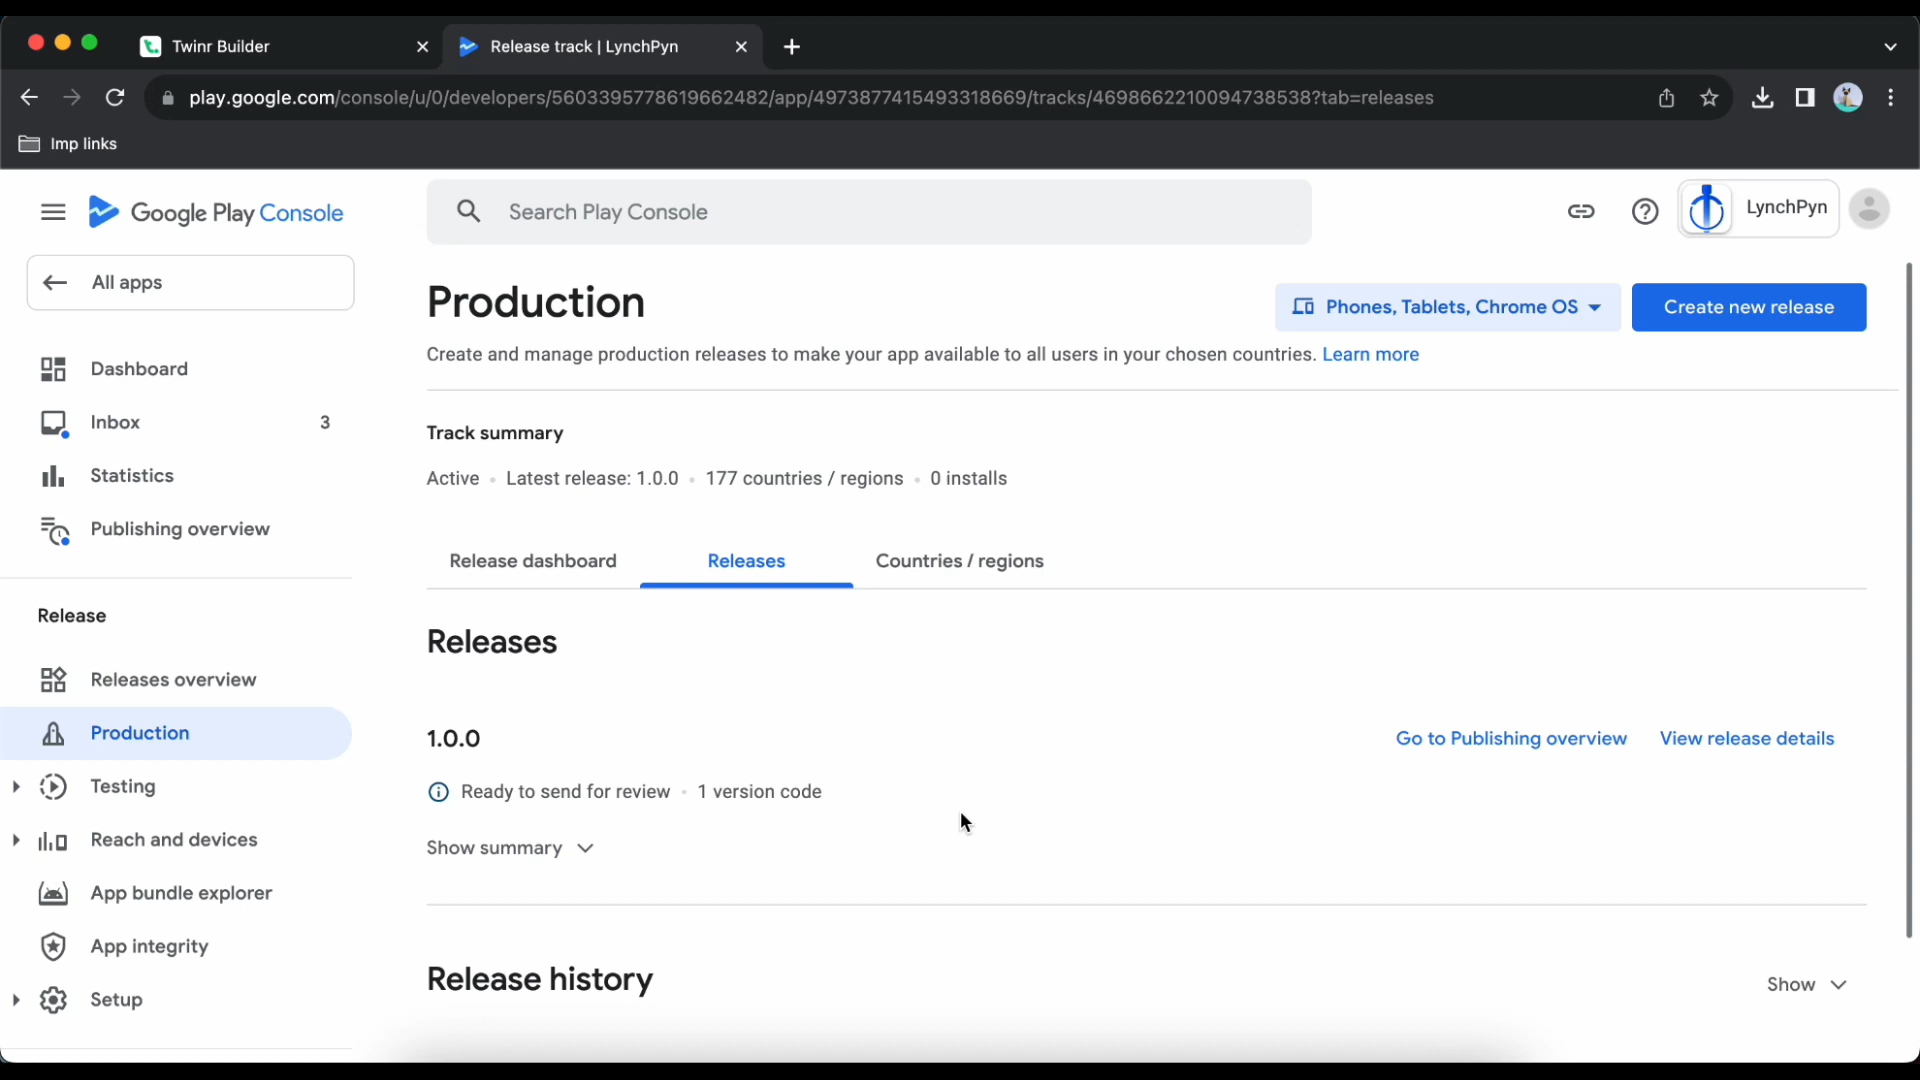 Twinr Builder
Release track | LynchPyn
play.google.com/console/u/0/developers/5603395778619662482/app/4973877415493318669/tracks/4698662210094738538?tab=releases
Imp links
Google Play Console
Search Play Console
LynchPyn
All apps
Dashboard
Inbox 3
Statistics
Publishing overview
Release
Releases overview
Production
Testing
Reach and devices
App bundle explorer
App integrity
Setup
Production
Phones, Tablets, Chrome OS
Create new release
Create and manage production releases to make your app available to all users in your chosen countries. Learn more
Track summary
Active • Latest release: 1.0.0 • 177 countries / regions • 0 installs
Release dashboard
Releases
Countries / regions
Releases
1.0.0
Go to Publishing overview
View release details
Ready to send for review • 1 version code
Show summary
Release history
Show